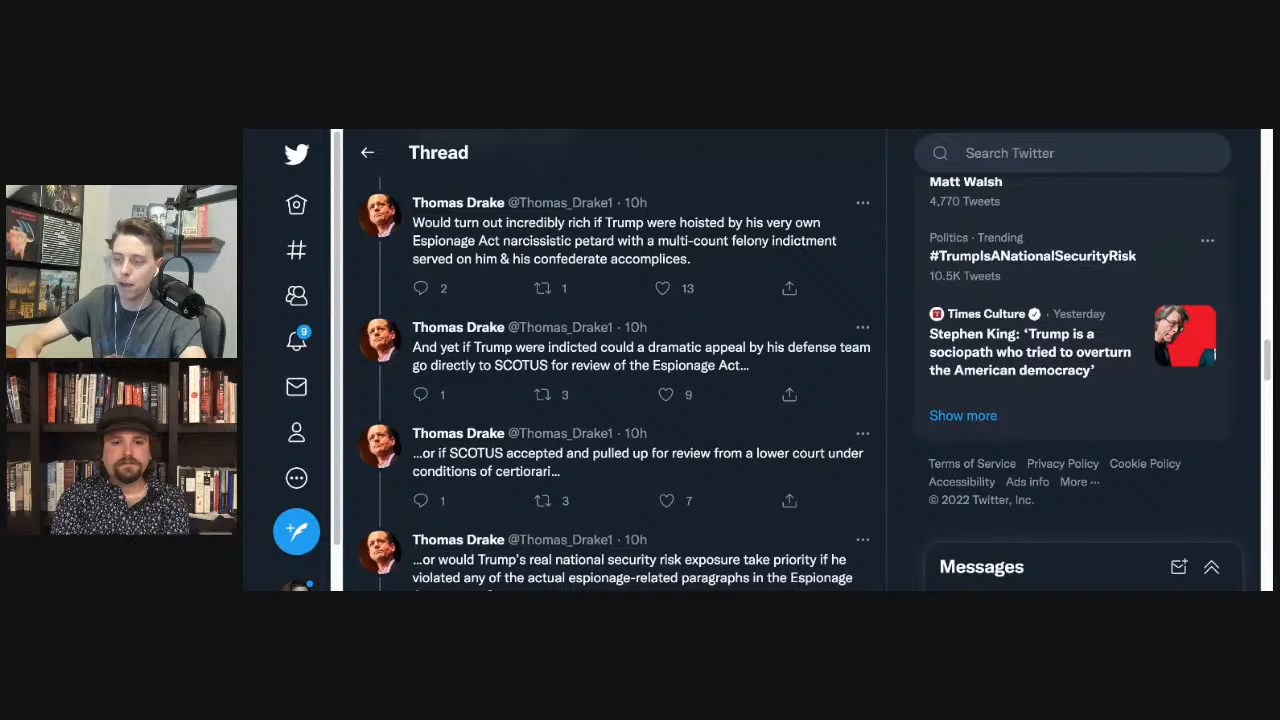 Thread
Thomas Drake @Thomas_Drake1 · 10h
Would turn out incredibly rich if Trump were hoisted by his very own
Espionage Act narcissistic petard with a multi-count felony indictment
served on him & his confederate accomplices.
2 1 13
Thomas Drake @Thomas_Drake1 · 10h
And yet if Trump were indicted could a dramatic appeal by his defense team
go directly to SCOTUS for review of the Espionage Act...
1 3 9
Thomas Drake @Thomas_Drake1 · 10h
...or if SCOTUS accepted and pulled up for review from a lower court under
conditions of certiorari...
1 3 7
Thomas Drake @Thomas_Drake1 · 10h
...or would Trump's real national security risk exposure take priority if he
violated any of the actual espionage-related paragraphs in the Espionage
9
Search Twitter
Matt Walsh
4,770 Tweets
Politics · Trending
#TrumpIsANationalSecurityRisk
10.5K Tweets
Times Culture · Yesterday
Stephen King: ‘Trump is a
sociopath who tried to overturn
the American democracy’
Show more
Terms of Service Privacy Policy Cookie Policy
Accessibility Ads info More ···
© 2022 Twitter, Inc.
Messages